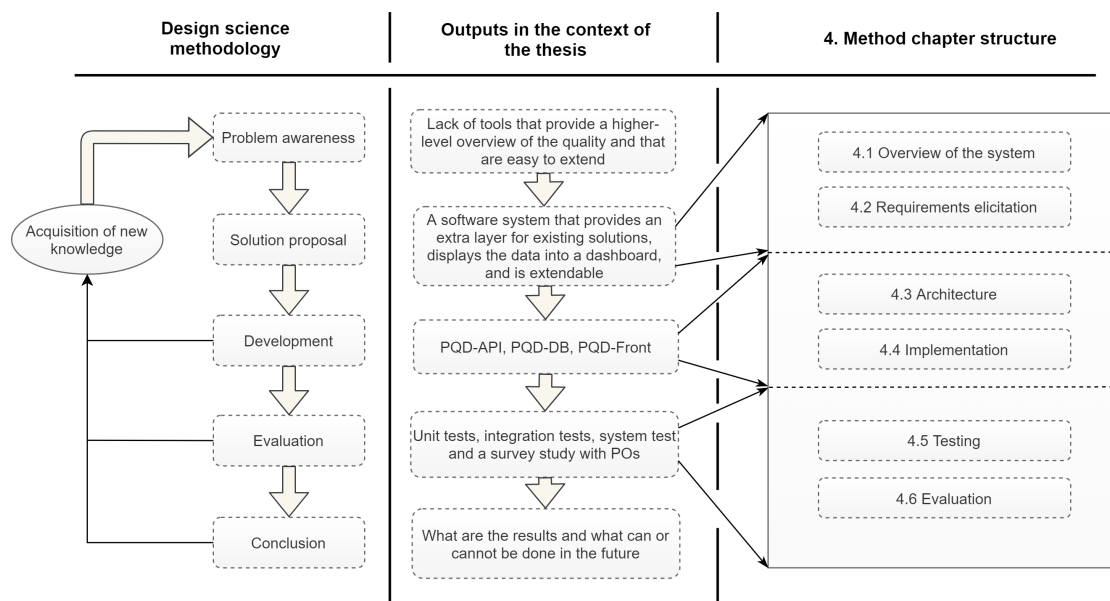 Design science
methodology
Outputs in the context of
the thesis
4. Method chapter structure
Problem awareness
Solution proposal
Development
Evaluation
Conclusion
Acquisition of new
knowledge
Lack of tools that provide a higher-
level overview of the quality and that
are easy to extend
A software system that provides an
extra layer for existing solutions,
displays the data into a dashboard,
and is extendable
PQD-API, PQD-DB, PQD-Front
Unit tests, integration tests, system test
and a survey study with POs
What are the results and what can or
cannot be done in the future
4.1 Overview of the system
4.2 Requirements elicitation
4.3 Architecture
4.4 Implementation
4.5 Testing
4.6 Evaluation